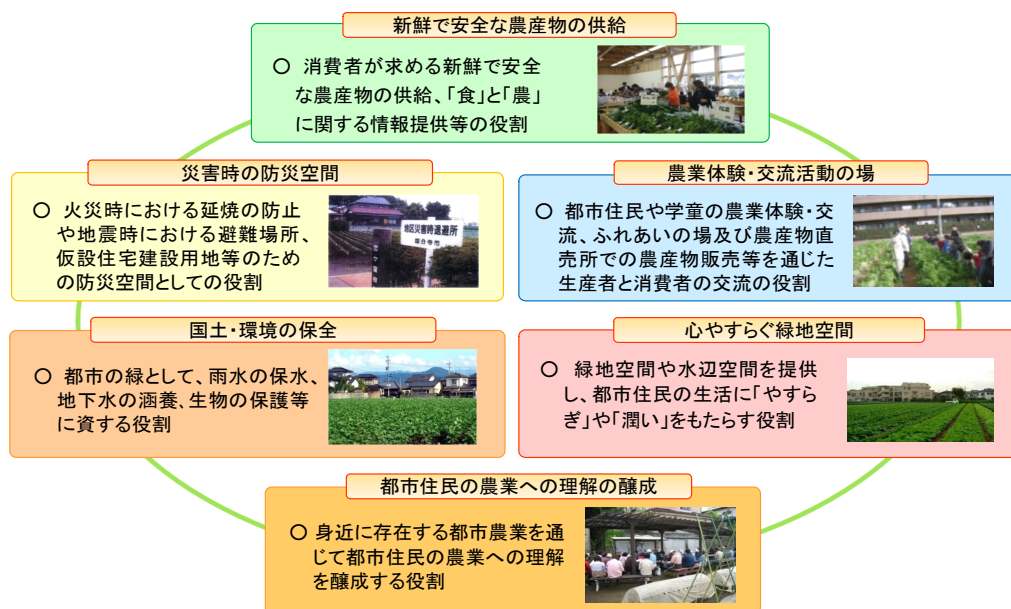 新鮮で安全な農産物の供給
○ 消費者が求める新鮮で安全
な農産物の供給、「食」と「農」
に関する情報提供等の役割
災害時の防災空間
○ 火災時における延焼の防止
や地震時における避難場所、
仮設住宅建設用地等のため
の防災空間としての役割
地区災害時退避所
国分寺市
農業体験・交流活動の場
○ 都市住民や学童の農業体験・交
流、ふれあいの場及び農産物直
売所での農産物販売等を通じた
生産者と消費者の交流の役割
国土・環境の保全
○ 都市の緑として、雨水の保水、
地下水の涵養、生物の保護等
に資する役割
心やすらぐ緑地空間
○ 緑地空間や水辺空間を提供
し、都市住民の生活に「やすら
ぎ」や「潤い」をもたらす役割
都市住民の農業への理解の醸成
○ 身近に存在する都市農業を通
じて都市住民の農業への理解
を醸成する役割